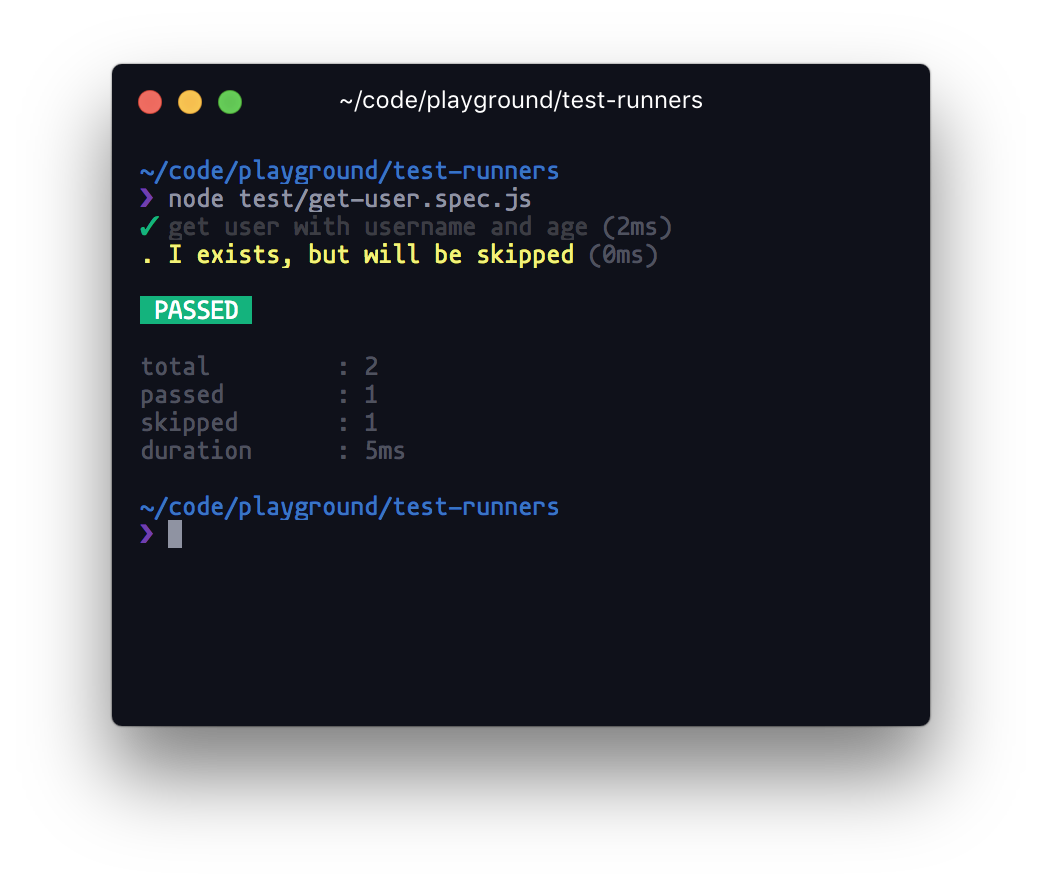 ~/code/playground/test-runners
~/code/playground/test-runners
❯ node test/get-user.spec.js
✓ get user with username and age (2ms)
. I exists, but will be skipped (0ms)
PASSED
total : 2
passed : 1
skipped : 1
duration : 5ms
~/code/playground/test-runners
❯